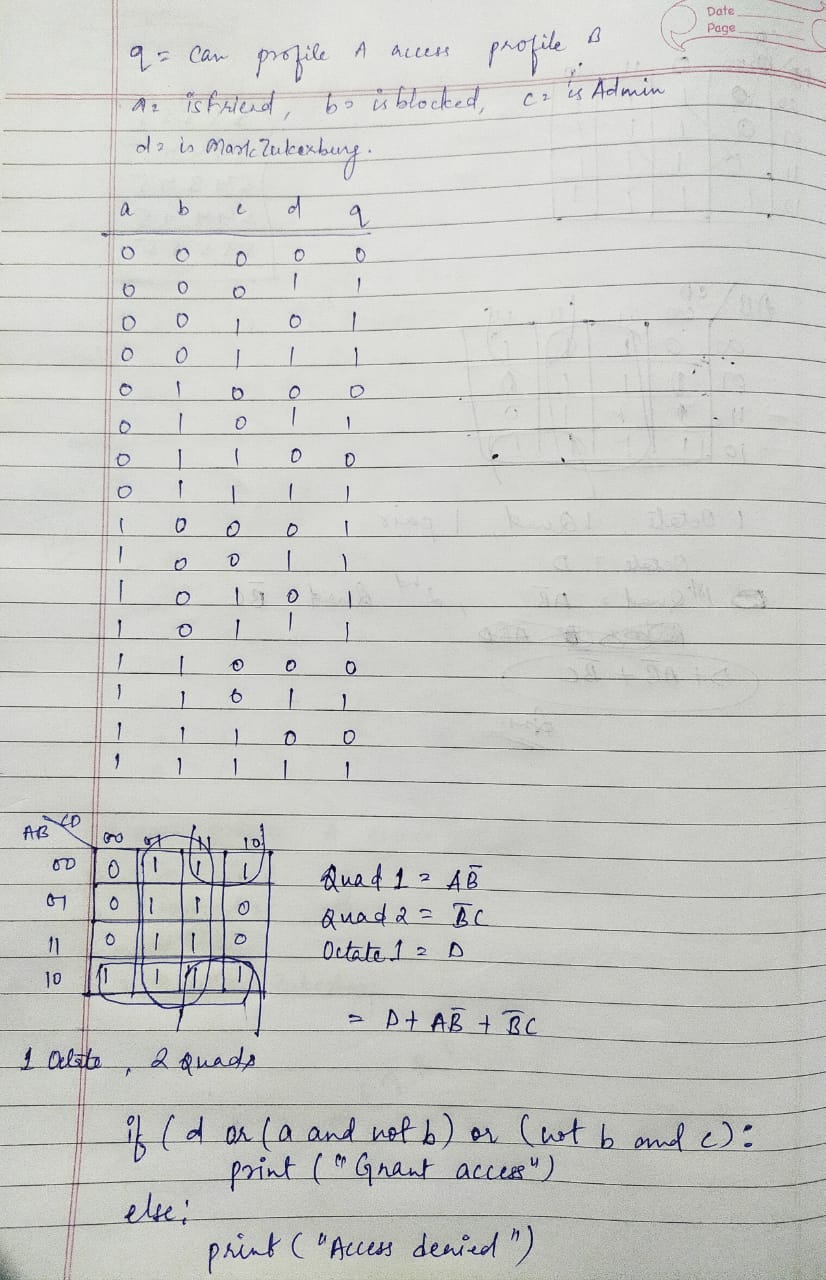 Date
Page
q = Can profile A access profile B
a = isfriend, b = is blocked, c = is Admin
d = is Mark Zukerburg.
a b c d q
0 0 0 0 0
0 0 0 1 1
0 0 1 0 1
0 0 1 1 1
0 1 0 0 0
0 1 0 1 1
0 1 1 0 0
0 1 1 1 1
1 0 0 0 1
1 0 0 1 1
1 0 1 0 1
1 0 1 1 1
1 1 0 0 0
1 1 0 1 1
1 1 1 0 0
1 1 1 1 1
AB CD 00 01 11 10
00 0 1 1 1
01 0 1 1 0
11 0 1 1 0
10 1 1 1 1
Quad 1 = AB̅
Quad 2 = B̅C
Octate 1 = D
= D + AB̅ + B̅C
1 Octate, 2 Quads
if (d or (a and not b) or (not b and c):
print ("Grant access")
else:
print ("Access denied")